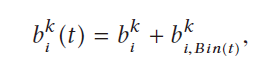 b_i^k (t) = b_i^k + b_{i, Bin(t)}^k ,